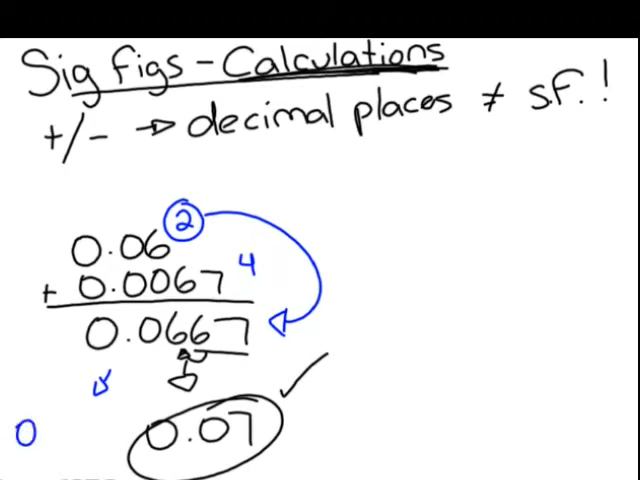 Sig figs - Calculations
+/- → decimal places ≠ s.f.!
0.06 2
+ 0.0067 4
0.0667
0 0.07 ✓